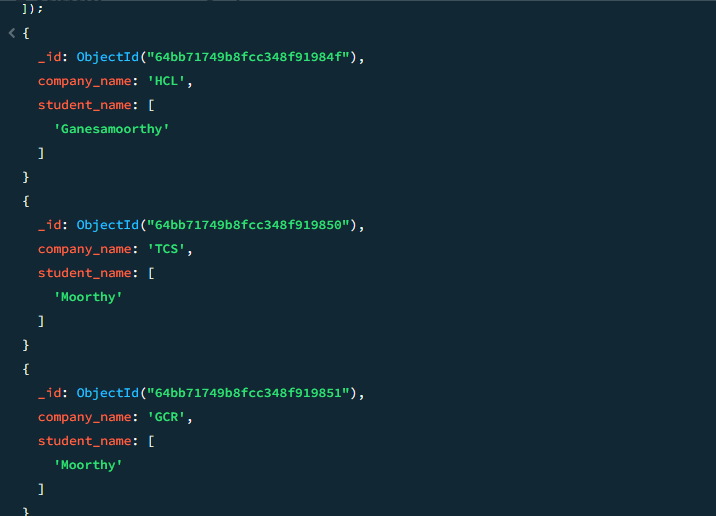 ]);
< {
_id: ObjectId("64bb71749b8fcc348f91984f"),
company_name: 'HCL',
student_name: [
'Ganesamoorthy'
]
}
{
_id: ObjectId("64bb71749b8fcc348f919850"),
company_name: 'TCS',
student_name: [
'Moorthy'
]
}
{
_id: ObjectId("64bb71749b8fcc348f919851"),
company_name: 'GCR',
student_name: [
'Moorthy'
]
}